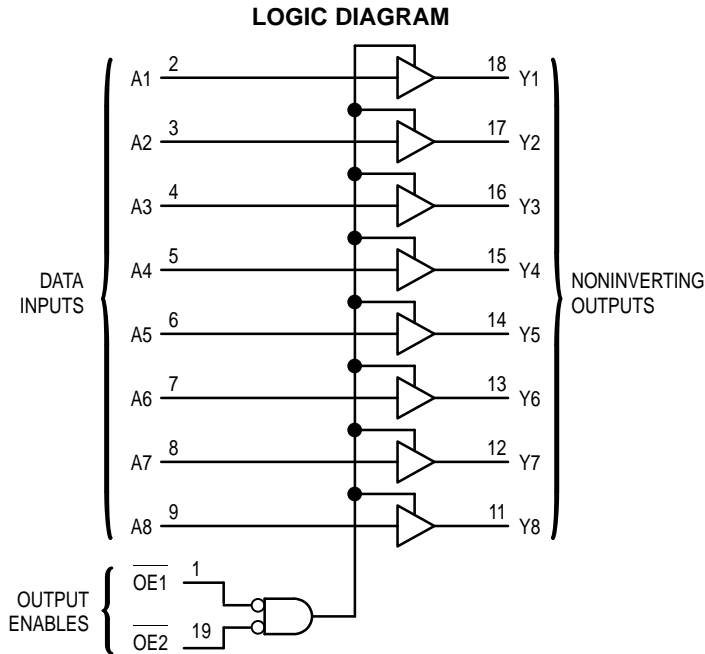 LOGIC DIAGRAM
A1 2 18 Y1
A2 3 17 Y2
A3 4 16 Y3
A4 5 15 Y4
DATA
INPUTS
NONINVERTING
OUTPUTS
A5 6 14 Y5
A6 7 13 Y6
A7 8 12 Y7
A8 9 11 Y8
OUTPUT
ENABLES
O̅E̅1̅ 1
O̅E̅2̅ 19